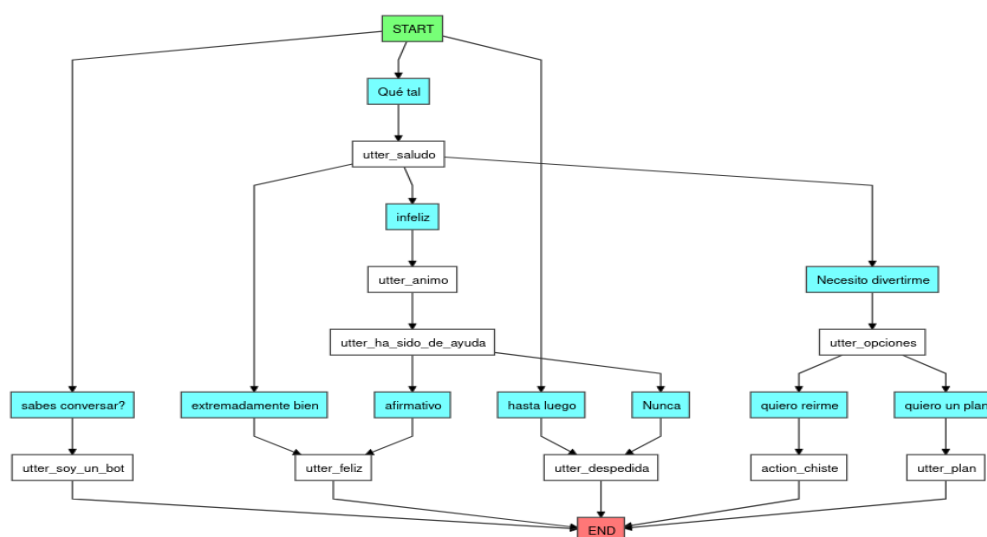 START
Qué tal
utter_saludo
infeliz
utter_animo
Necesito divertirme
utter_ha_sido_de_ayuda
utter_opciones
sabes conversar?
extremadamente bien
afirmativo
hasta luego
Nunca
quiero reirme
quiero un plan
utter_soy_un_bot
utter_feliz
utter_despedida
action_chiste
utter_plan
END